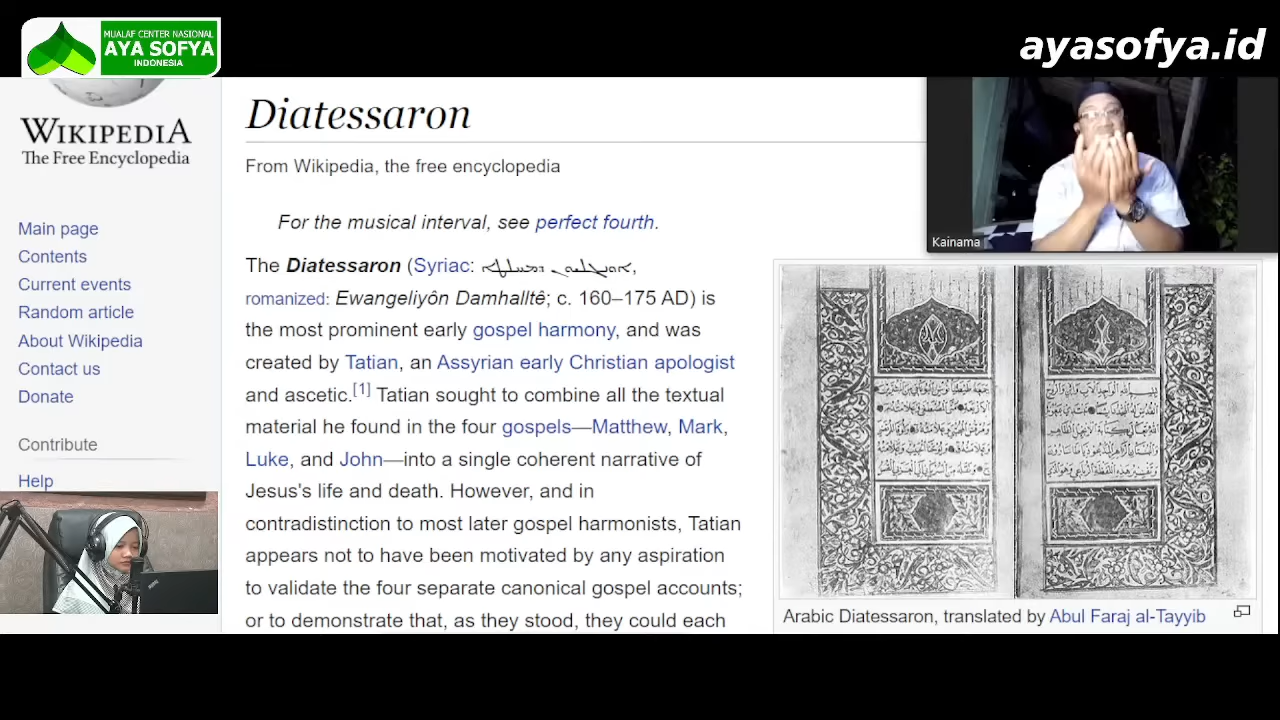 MUALAF CENTER NASIONAL
AYA SOFYA
INDONESIA
ayasofya.id
WIKIPEDIA
The Free Encyclopedia
Main page
Contents
Current events
Random article
About Wikipedia
Contact us
Donate
Contribute
Help
Diatessaron
From Wikipedia, the free encyclopedia
For the musical interval, see perfect fourth.
The Diatessaron (Syriac:
romanized: Ewangeliyôn Damhalltê; c. 160–175 AD) is
the most prominent early gospel harmony, and was
created by Tatian, an Assyrian early Christian apologist
and ascetic.[1] Tatian sought to combine all the textual
material he found in the four gospels—Matthew, Mark,
Luke, and John—into a single coherent narrative of
Jesus's life and death. However, and in
contradistinction to most later gospel harmonists, Tatian
appears not to have been motivated by any aspiration
to validate the four separate canonical gospel accounts;
or to demonstrate that, as they stood, they could each
Kainama
Arabic Diatessaron, translated by Abul Faraj al-Tayyib